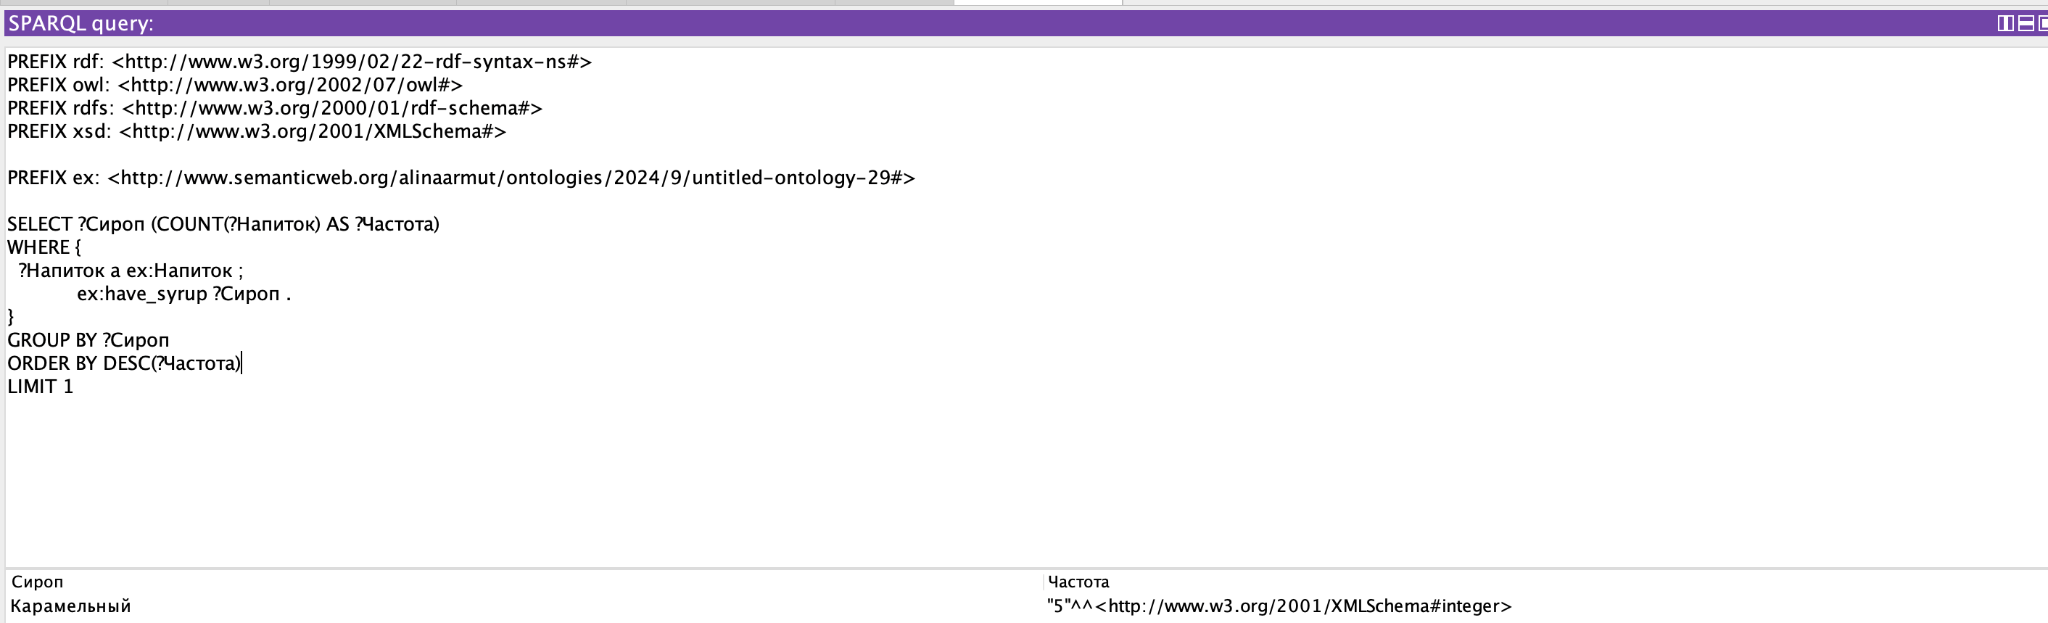 SPARQL query:
PREFIX rdf: <http://www.w3.org/1999/02/22-rdf-syntax-ns#>
PREFIX owl: <http://www.w3.org/2002/07/owl#>
PREFIX rdfs: <http://www.w3.org/2000/01/rdf-schema#>
PREFIX xsd: <http://www.w3.org/2001/XMLSchema#>
PREFIX ex: <http://www.semanticweb.org/alinaarmut/ontologies/2024/9/untitled-ontology-29#>
SELECT ?Сироп (COUNT(?Напиток) AS ?Частота)
WHERE {
?Напиток a ex:Напиток ;
ex:have_syrup ?Сироп .
}
GROUP BY ?Сироп
ORDER BY DESC(?Частота)
LIMIT 1
Сироп Частота
Карамельный "5"^^<http://www.w3.org/2001/XMLSchema#integer>